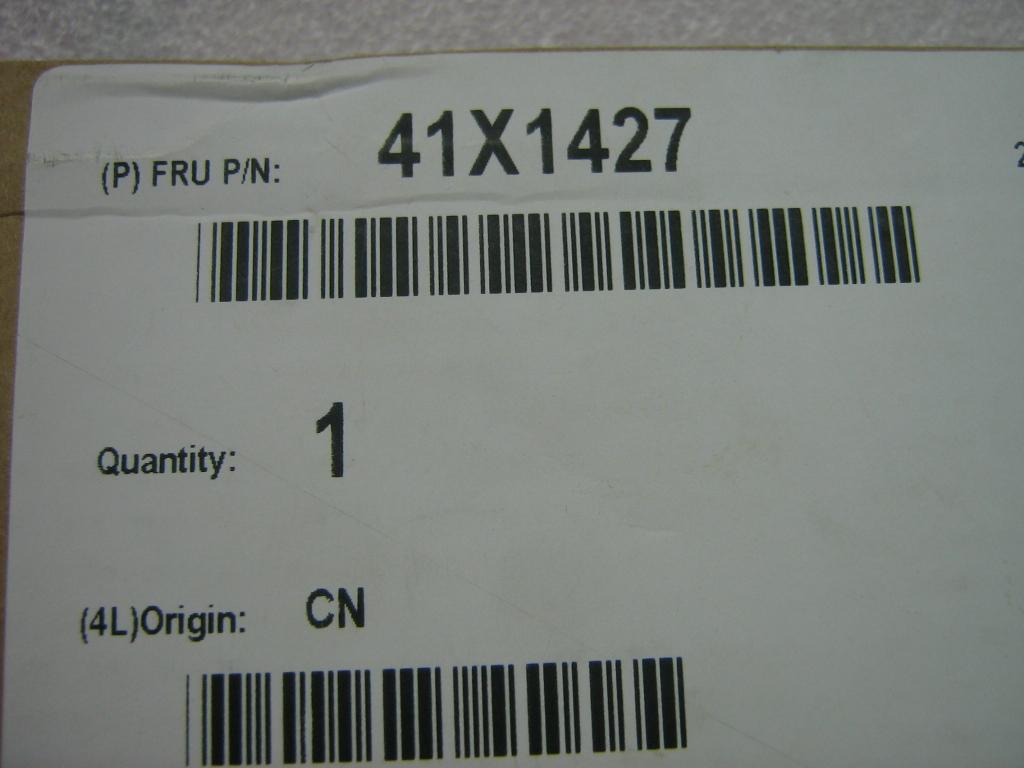 (P) FRU P/N: 41X1427
Quantity: 1
(4L)Origin: CN